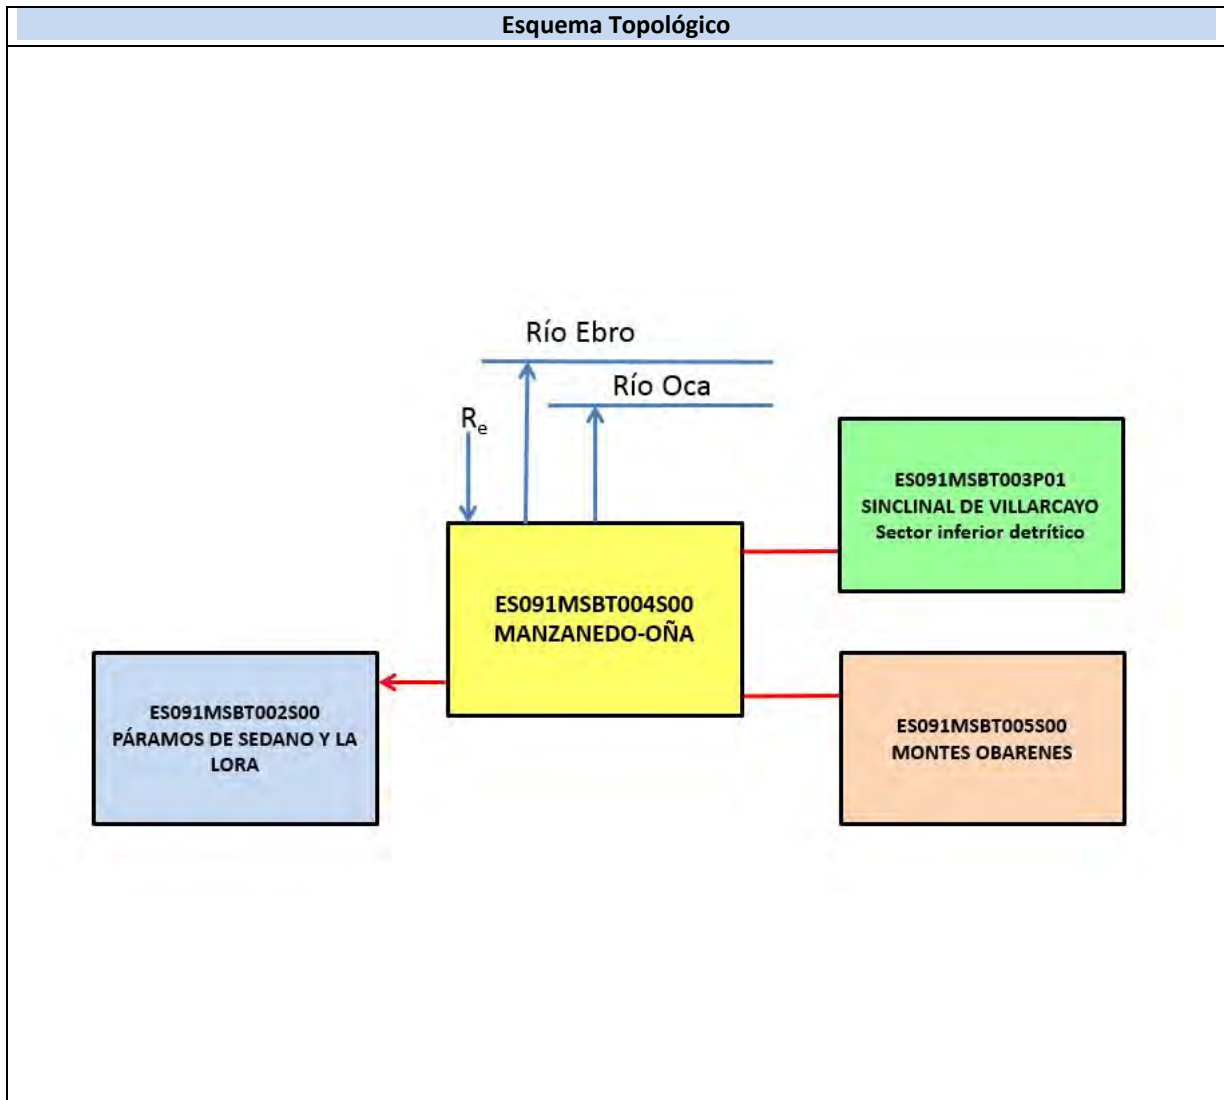 Esquema Topológico
Río Ebro
Río Oca
Re
ES091MSBT003P01
SINCLINAL DE VILLARCAYO
Sector inferior detrítico
ES091MSBT004S00
MANZANEDO-OÑA
ES091MSBT002S00
PÁRAMOS DE SEDANO Y LA
LORA
ES091MSBT005S00
MONTES OBARENES